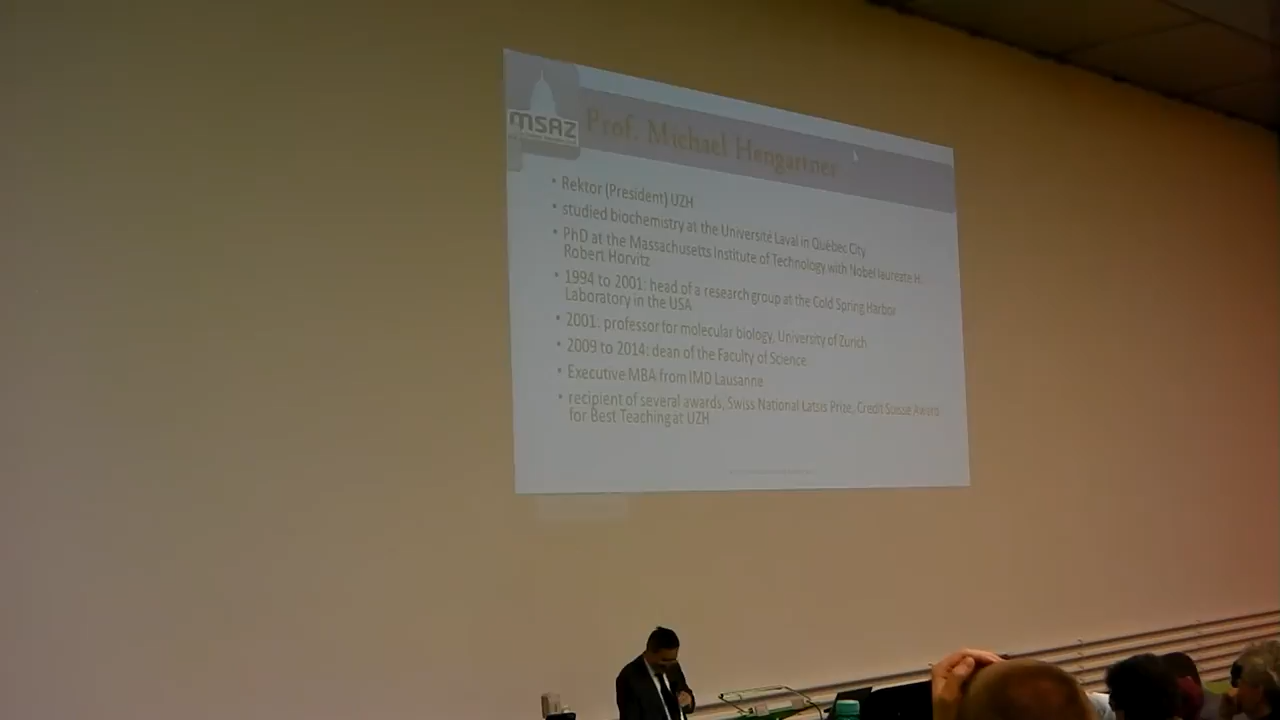 MSAZ
Prof. Michael Hengartner
• Rektor (President) UZH
• studied biochemistry at the Université Laval in Québec City
• PhD at the Massachusetts Institute of Technology with Nobel laureate H.
Robert Horvitz
• 1994 to 2001: head of a research group at the Cold Spring Harbor
Laboratory in the USA
• 2001: professor for molecular biology, University of Zurich
• 2009 to 2014: dean of the Faculty of Science
• Executive MBA from IMD Lausanne
• recipient of several awards, Swiss National Latsis Prize, Credit Suisse Award
for Best Teaching at UZH